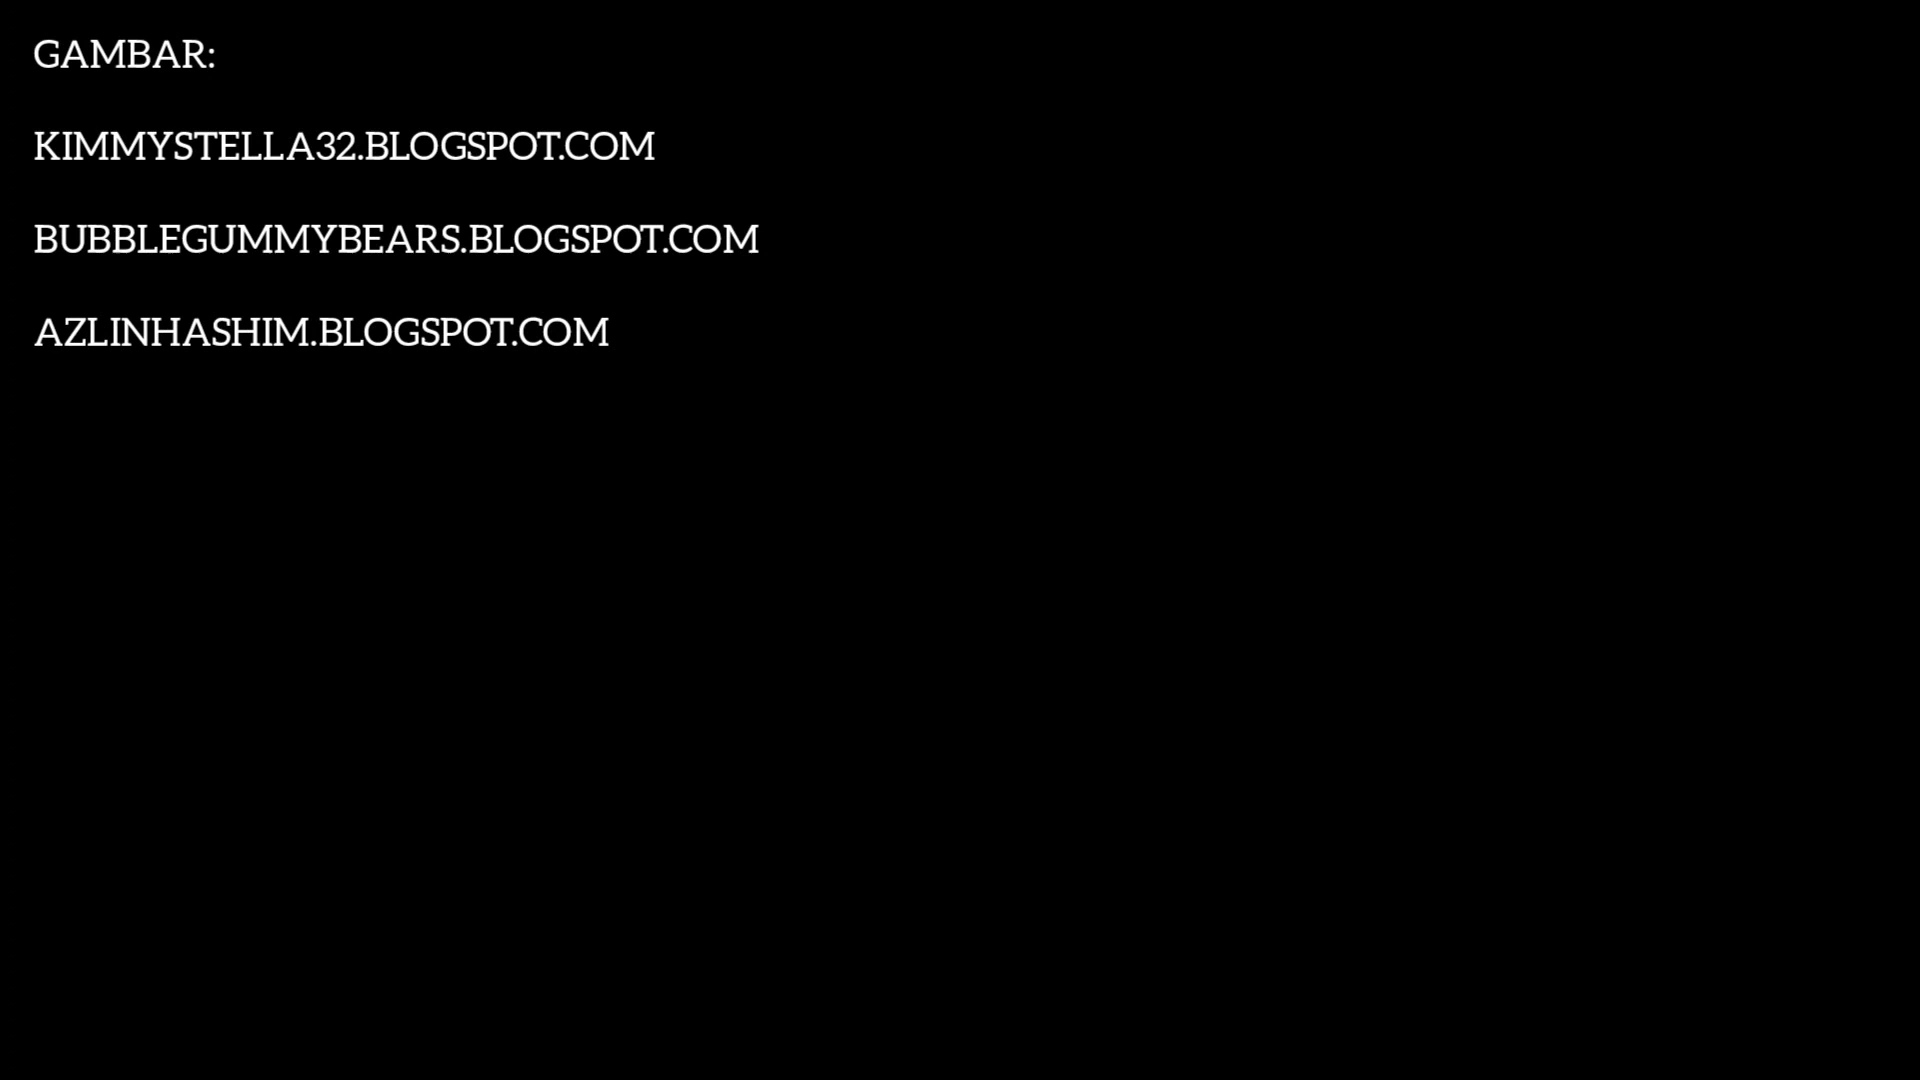 GAMBAR:
KIMMYSTELLA32.BLOGSPOT.COM
BUBBLEGUMMYBEARS.BLOGSPOT.COM
AZLINHASHIM.BLOGSPOT.COM